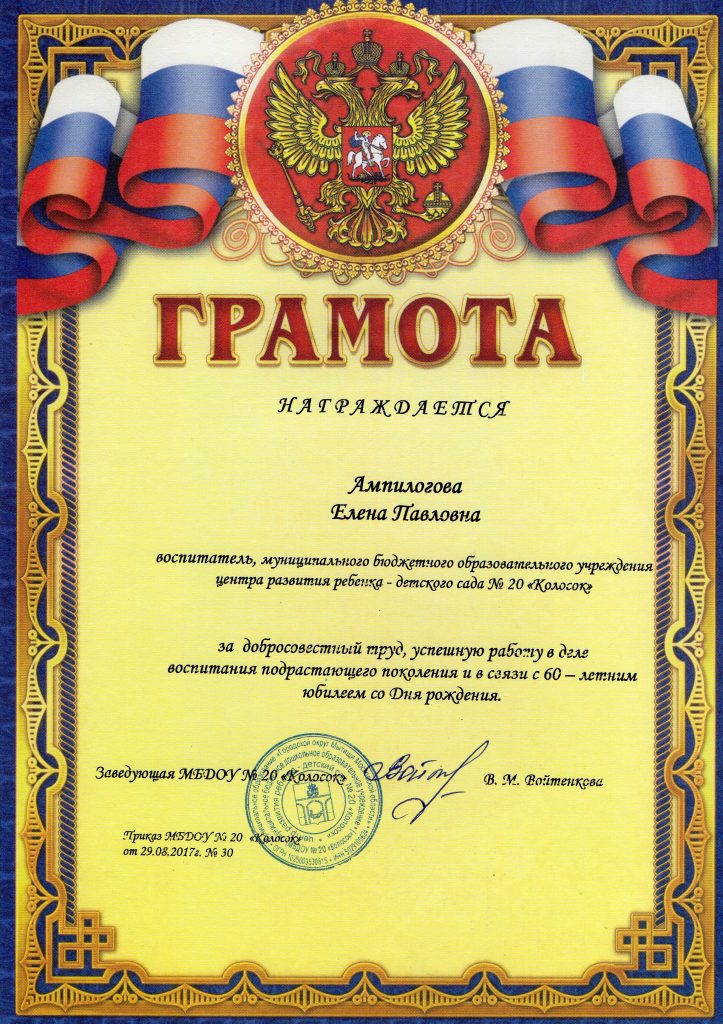 ГРАМОТА
НАГРАЖДАЕТСЯ
Ампилогова
Елена Павловна
воспитатель, муниципального бюджетного образовательного учреждения
центра развития ребенка - детского сада № 20 «Колосок»
за добросовестный труд, успешную работу в деле
воспитания подрастающего поколения и в связи с 60 – летним
юбилеем со Дня рождения.
Заведующая МБДОУ № 20 «Колосок»
В. М. Войтенкова
Приказ МБДОУ № 20 «Колосок»
от 29.08.2017г. № 30